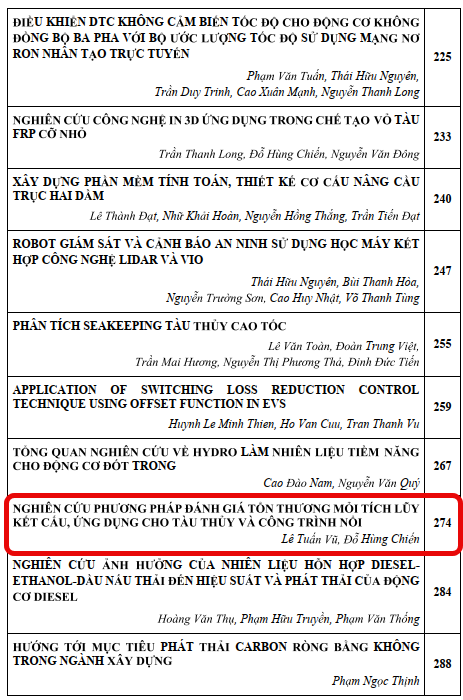 ĐIỀU KHIỂN DTC KHÔNG CẢM BIẾN TỐC ĐỘ CHO ĐỘNG CƠ KHÔNG
ĐỒNG BỘ BA PHA VỚI BỘ ƯỚC LƯỢNG TỐC ĐỘ SỬ DỤNG MẠNG NƠ
RON NHÂN TẠO TRỰC TUYẾN
Phạm Văn Tuấn, Thái Hữu Nguyên,
Trần Duy Trinh, Cao Xuân Mạnh, Nguyễn Thanh Long
225
NGHIÊN CỨU CÔNG NGHỆ IN 3D ỨNG DỤNG TRONG CHẾ TẠO VỎ TÀU
FRP CỠ NHỎ
Trần Thanh Long, Đỗ Hùng Chiến, Nguyễn Văn Đông
233
XÂY DỰNG PHẦN MỀM TÍNH TOÁN, THIẾT KẾ CƠ CẤU NÂNG CẦU
TRỤC HAI DẦM
Lê Thành Đạt, Nhữ Khải Hoàn, Nguyễn Hồng Thắng, Trần Tiến Đạt
240
ROBOT GIÁM SÁT VÀ CẢNH BÁO AN NINH SỬ DỤNG HỌC MÁY KẾT
HỢP CÔNG NGHỆ LIDAR VÀ VIO
Thái Hữu Nguyên, Bùi Thanh Hòa,
Nguyễn Trường Sơn, Cao Huy Nhật, Võ Thanh Tùng
247
PHÂN TÍCH SEAKEEPING TÀU THỦY CAO TỐC
Lê Văn Toàn, Đoàn Trung Việt,
Trần Mai Hương, Nguyễn Thị Phương Thả, Đinh Đức Tiến
255
APPLICATION OF SWITCHING LOSS REDUCTION CONTROL
TECHNIQUE USING OFFSET FUNCTION IN EVS
Huynh Le Minh Thien, Ho Van Cuu, Tran Thanh Vu
259
TỔNG QUAN NGHIÊN CỨU VỀ HYDRO LÀM NHIÊN LIỆU TIỀM NĂNG
CHO ĐỘNG CƠ ĐỐT TRONG
Cao Đào Nam, Nguyễn Văn Quý
267
NGHIÊN CỨU PHƯƠNG PHÁP ĐÁNH GIÁ TỔN THƯƠNG MỎI TÍCH LŨY
KẾT CẤU, ỨNG DỤNG CHO TÀU THỦY VÀ CÔNG TRÌNH NỔI
Lê Tuấn Vũ, Đỗ Hùng Chiến
274
NGHIÊN CỨU ẢNH HƯỞNG CỦA NHIÊN LIỆU HỖN HỢP DIESEL-
ETHANOL-DẦU NẤU THẢI ĐẾN HIỆU SUẤT VÀ PHÁT THẢI CỦA ĐỘNG
CƠ DIESEL
Hoàng Văn Thụ, Phạm Hữu Truyền, Phạm Văn Thống
284
HƯỚNG TỚI MỤC TIÊU PHÁT THẢI CARBON RÒNG BẰNG KHÔNG
TRONG NGÀNH XÂY DỰNG
Phạm Ngọc Thịnh
288